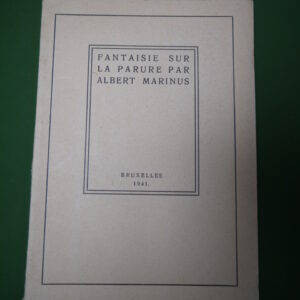 FANTAISIE SUR
LA PARURE PAR
ALBERT MARINUS
BRUXELLES
1941.